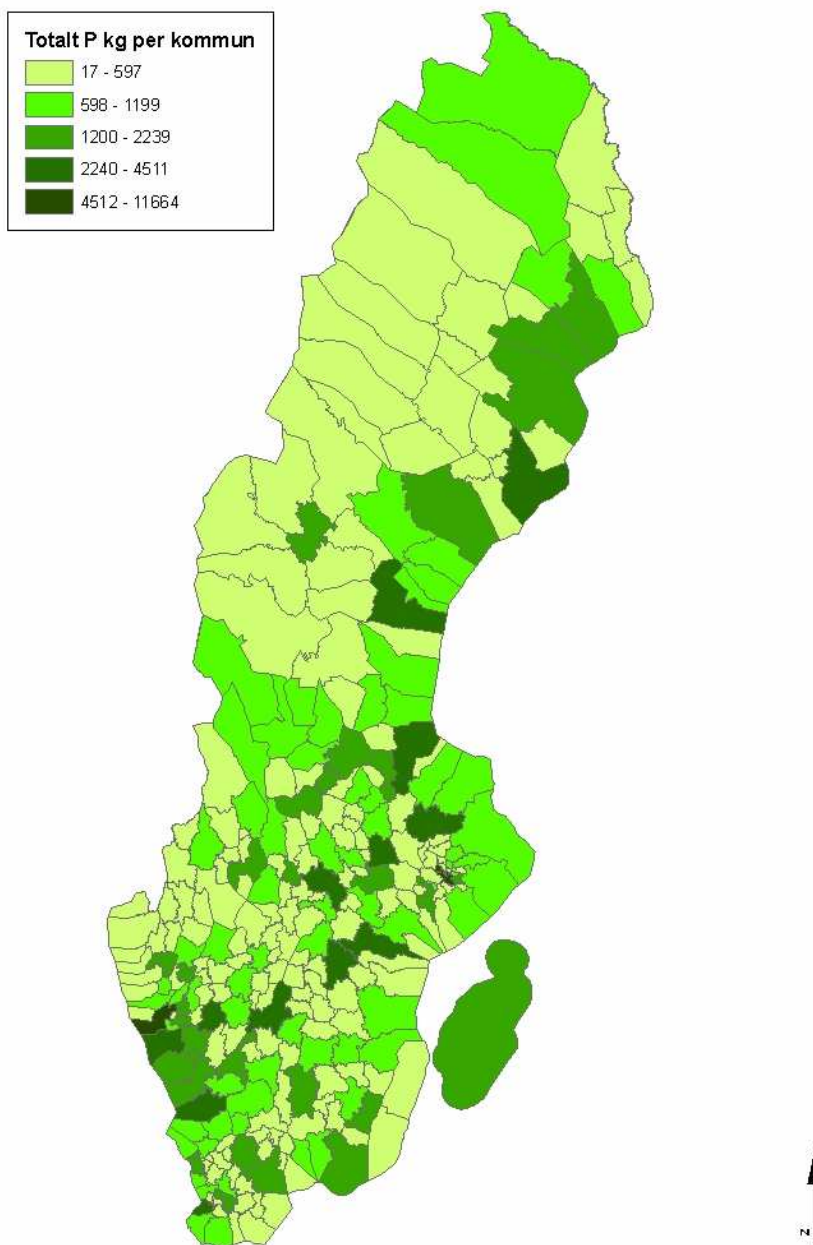 Totalt P kg per kommun
17 - 597
598 - 1199
1200 - 2239
2240 - 4511
4512 - 11664
N